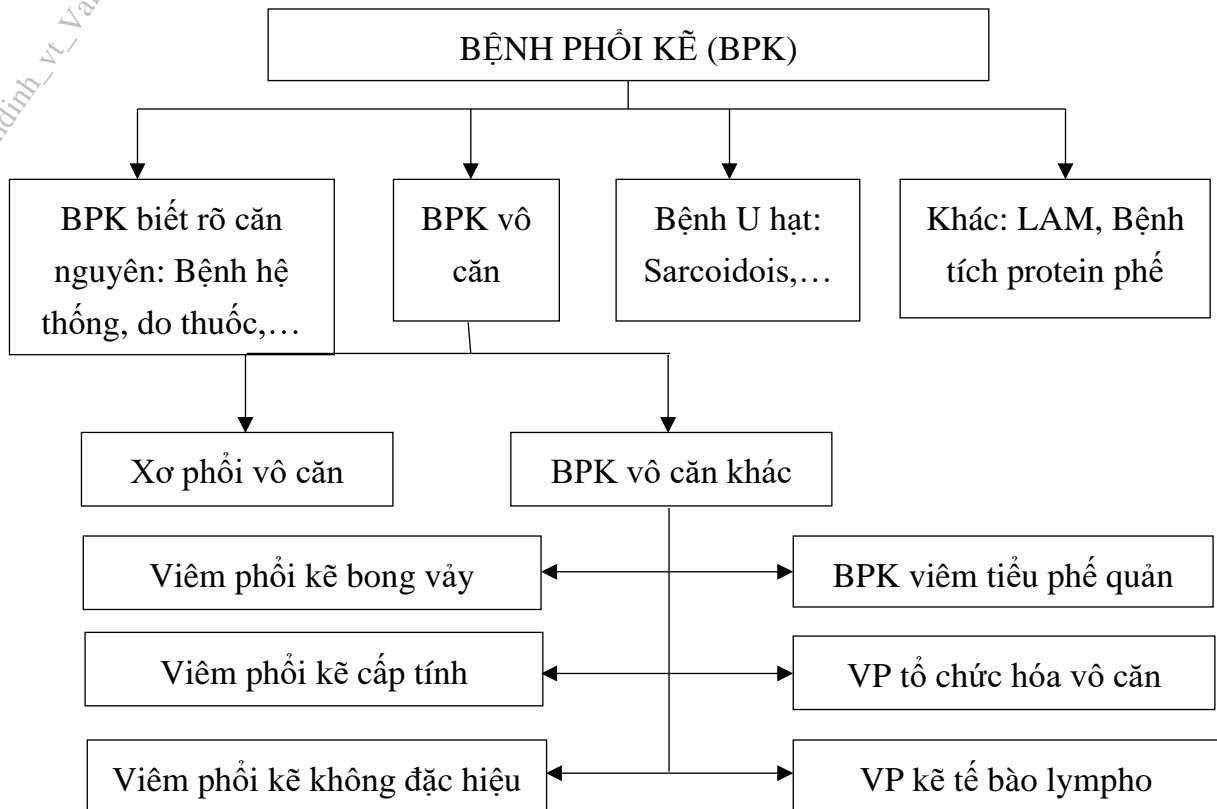 BỆNH PHỔI KẼ (BPK)
BPK biết rõ căn
nguyên: Bệnh hệ
thống, do thuốc,…
BPK vô
căn
Bệnh U hạt:
Sarcoidois,…
Khác: LAM, Bệnh
tích protein phế
Xơ phổi vô căn
BPK vô căn khác
Viêm phổi kẽ bong vảy
BPK viêm tiểu phế quản
Viêm phổi kẽ cấp tính
VP tổ chức hóa vô căn
Viêm phổi kẽ không đặc hiệu
VP kẽ tế bào lympho